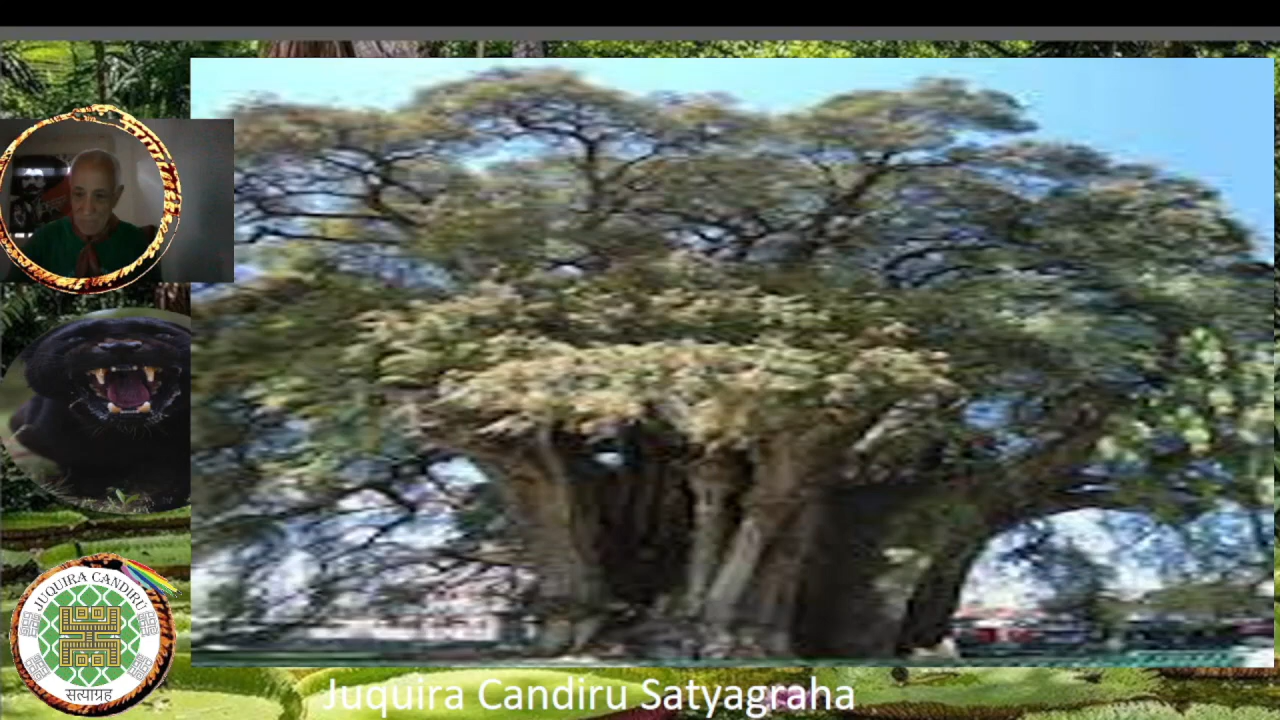 JUQUIRA CANDIRU
सत्याग्रह
Juquira Candiru Satyagraha